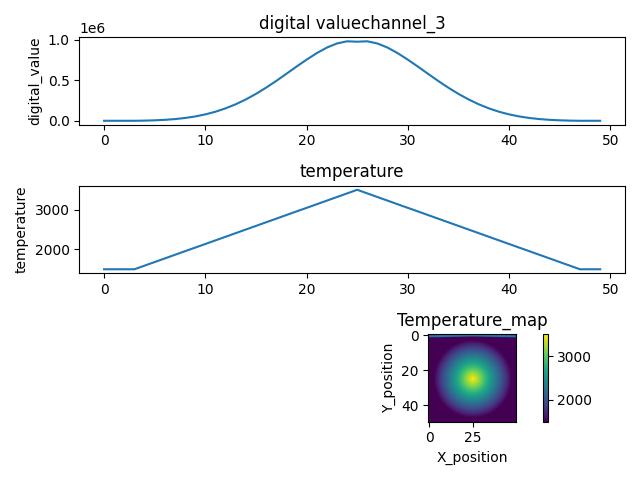 digital valuechannel_3
1e6
digital_value
1.0
0.5
0.0
0 10 20 30 40 50
temperature
temperature
3000
2000
0 10 20 30 40 50
Temperature_map
Y_position
0
20
40
0 25
X_position
3000
2000